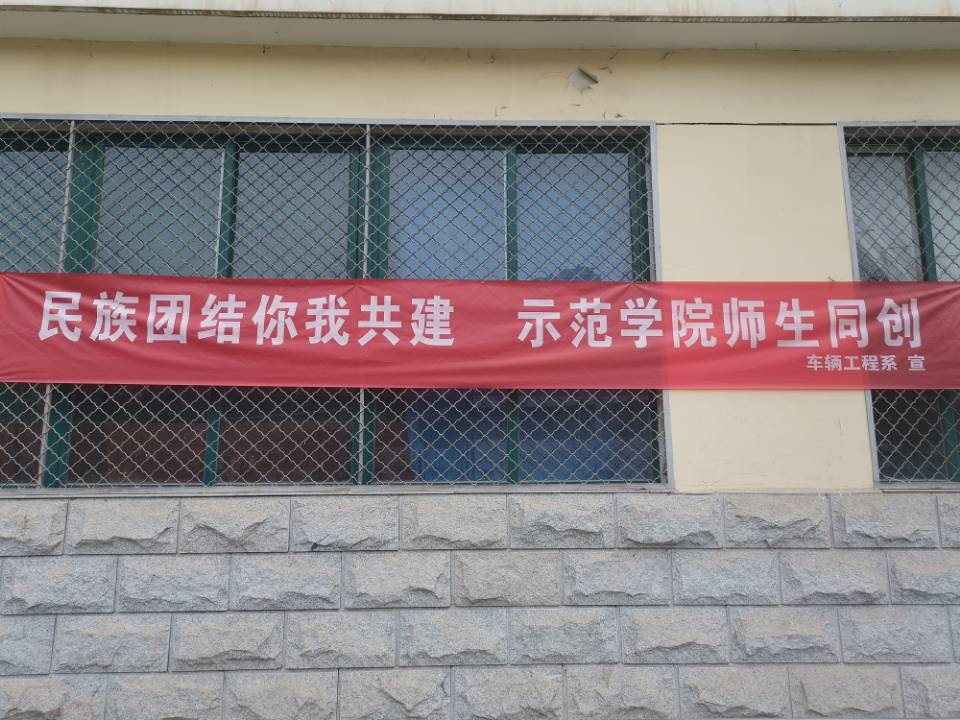 民族团结你我共建 示范学院师生同创
车辆工程系 宣